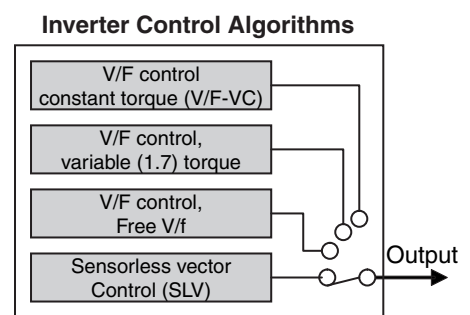 Inverter Control Algorithms
V/F control
constant torque (V/F-VC)
V/F control,
variable (1.7) torque
V/F control,
Free V/f
Sensorless vector
Control (SLV)
Output